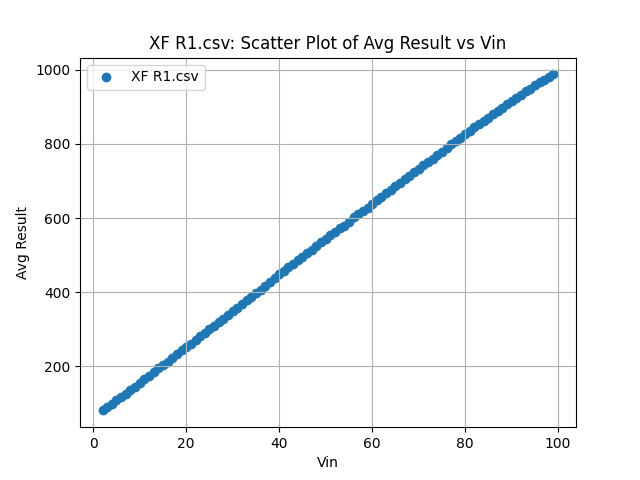 XF R1.csv: Scatter Plot of Avg Result vs Vin
XF R1.csv
1000
800
600
400
200
Avg Result
0 20 40 60 80 100
Vin